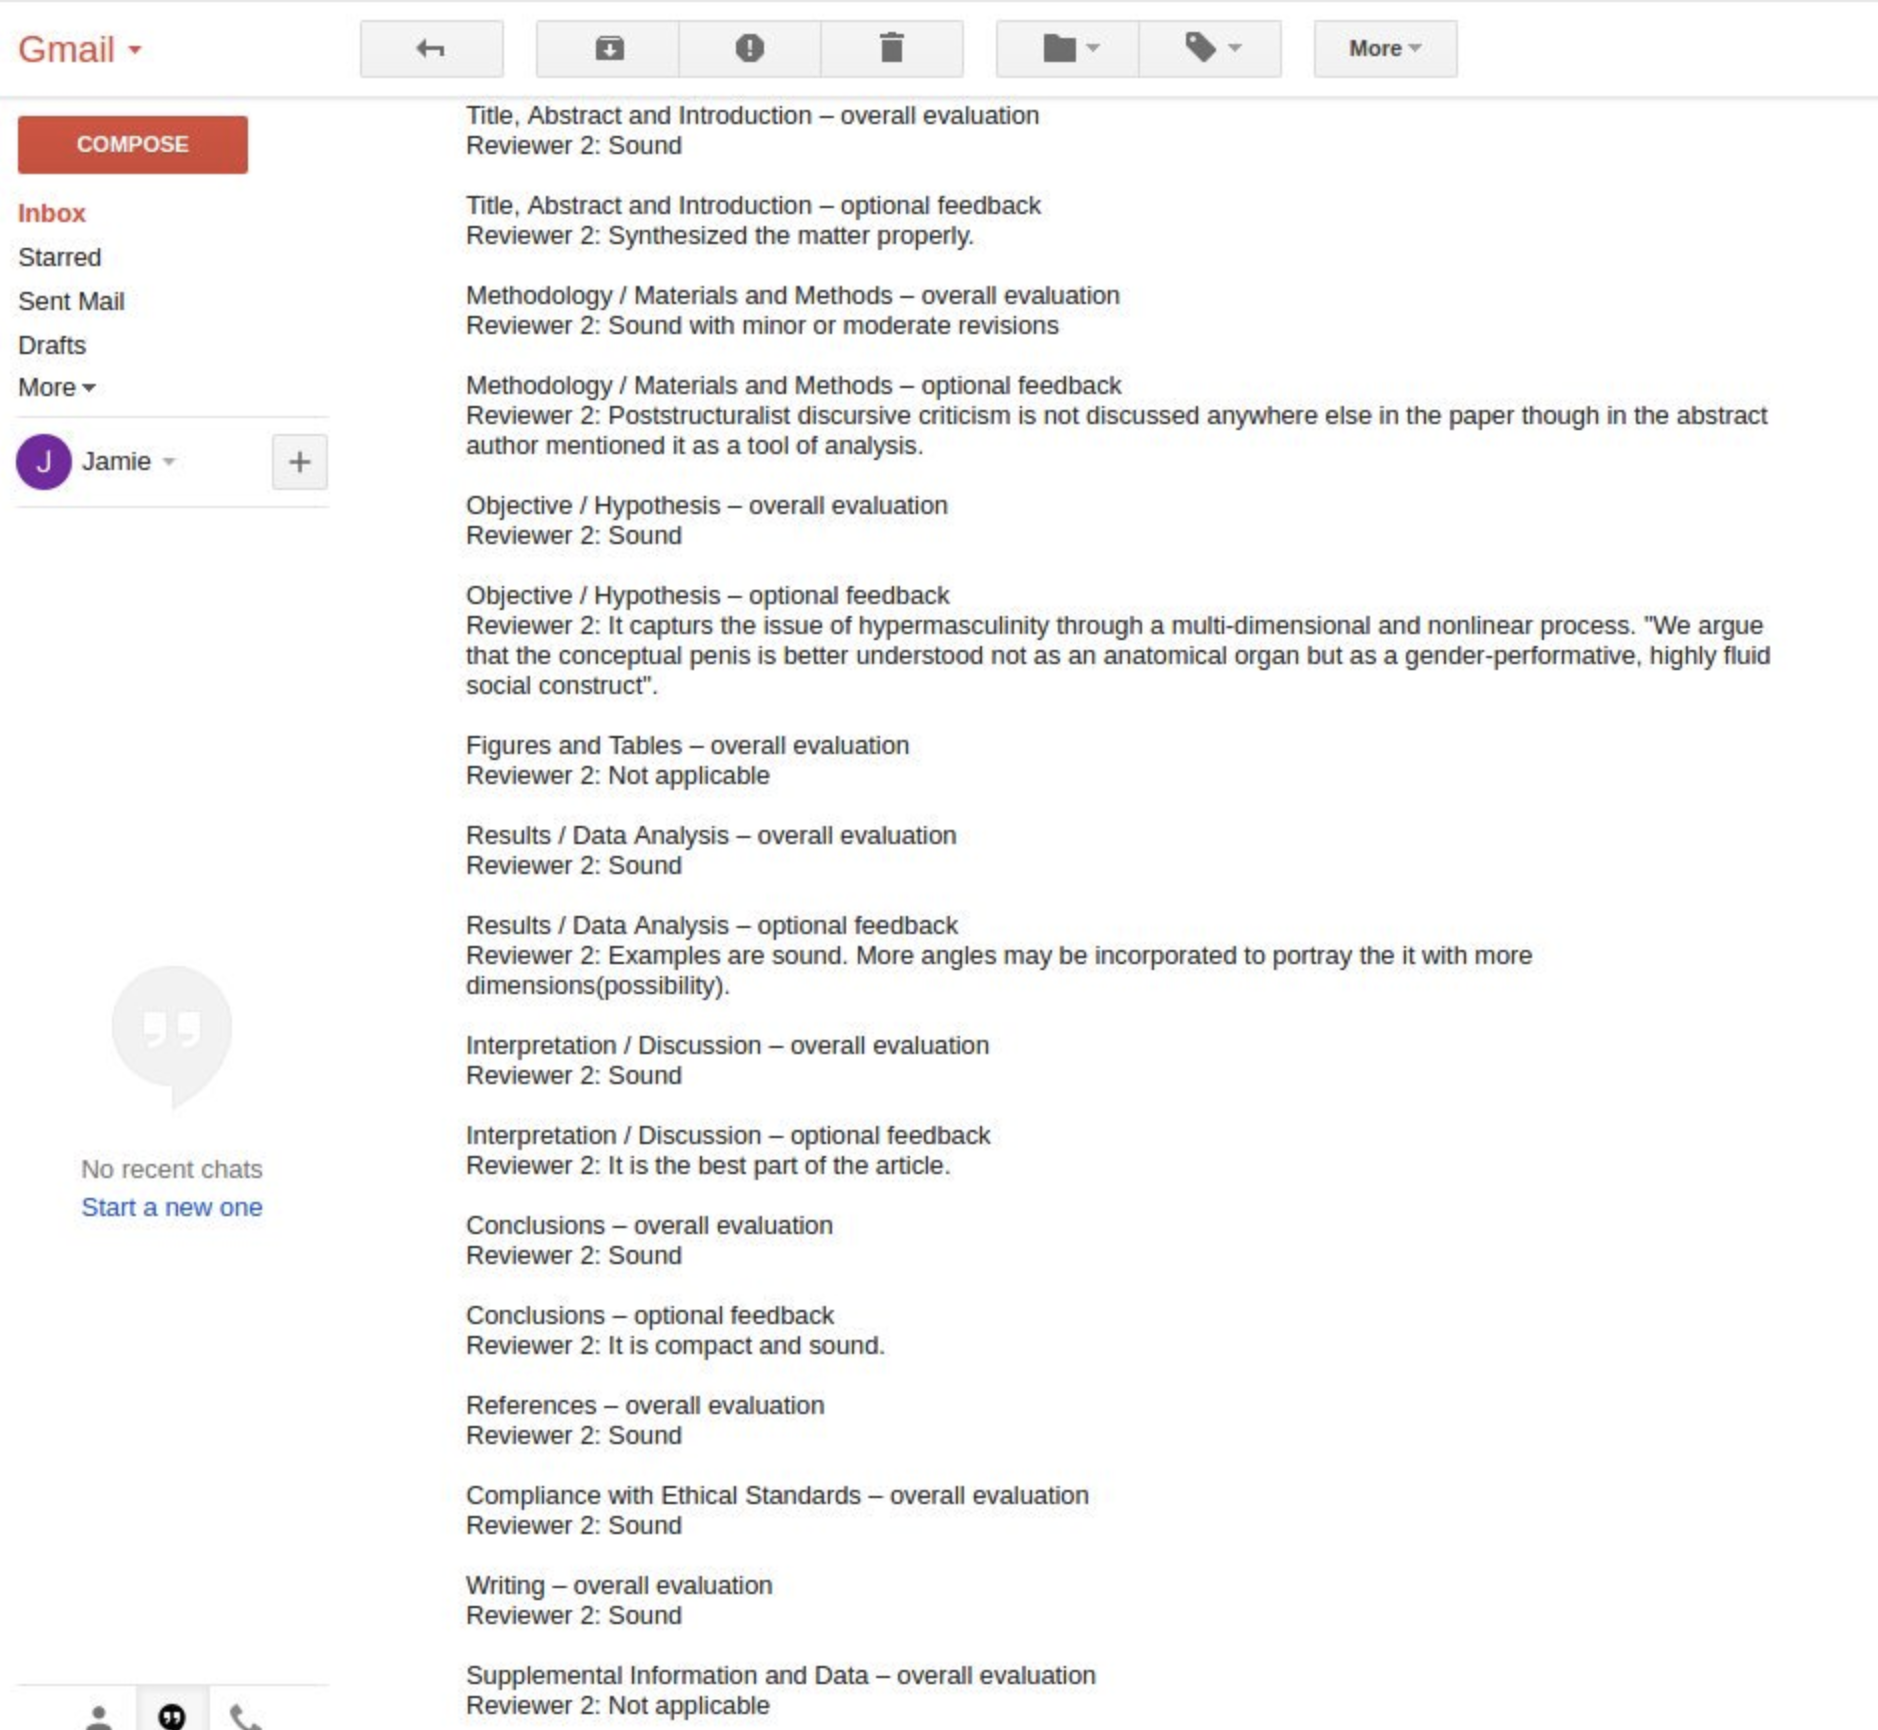 Gmail
More
COMPOSE
Inbox
Starred
Sent Mail
Drafts
More
J
Jamie
No recent chats
Start a new one
Title, Abstract and Introduction – overall evaluation
Reviewer 2: Sound
Title, Abstract and Introduction – optional feedback
Reviewer 2: Synthesized the matter properly.
Methodology / Materials and Methods – overall evaluation
Reviewer 2: Sound with minor or moderate revisions
Methodology / Materials and Methods – optional feedback
Reviewer 2: Poststructuralist discursive criticism is not discussed anywhere else in the paper though in the abstract
author mentioned it as a tool of analysis.
Objective / Hypothesis – overall evaluation
Reviewer 2: Sound
Objective / Hypothesis – optional feedback
Reviewer 2: It capturs the issue of hypermasculinity through a multi-dimensional and nonlinear process. "We argue
that the conceptual penis is better understood not as an anatomical organ but as a gender-performative, highly fluid
social construct".
Figures and Tables – overall evaluation
Reviewer 2: Not applicable
Results / Data Analysis – overall evaluation
Reviewer 2: Sound
Results / Data Analysis – optional feedback
Reviewer 2: Examples are sound. More angles may be incorporated to portray the it with more
dimensions(possibility).
Interpretation / Discussion – overall evaluation
Reviewer 2: Sound
Interpretation / Discussion – optional feedback
Reviewer 2: It is the best part of the article.
Conclusions – overall evaluation
Reviewer 2: Sound
Conclusions – optional feedback
Reviewer 2: It is compact and sound.
References – overall evaluation
Reviewer 2: Sound
Compliance with Ethical Standards – overall evaluation
Reviewer 2: Sound
Writing – overall evaluation
Reviewer 2: Sound
Supplemental Information and Data – overall evaluation
Reviewer 2: Not applicable